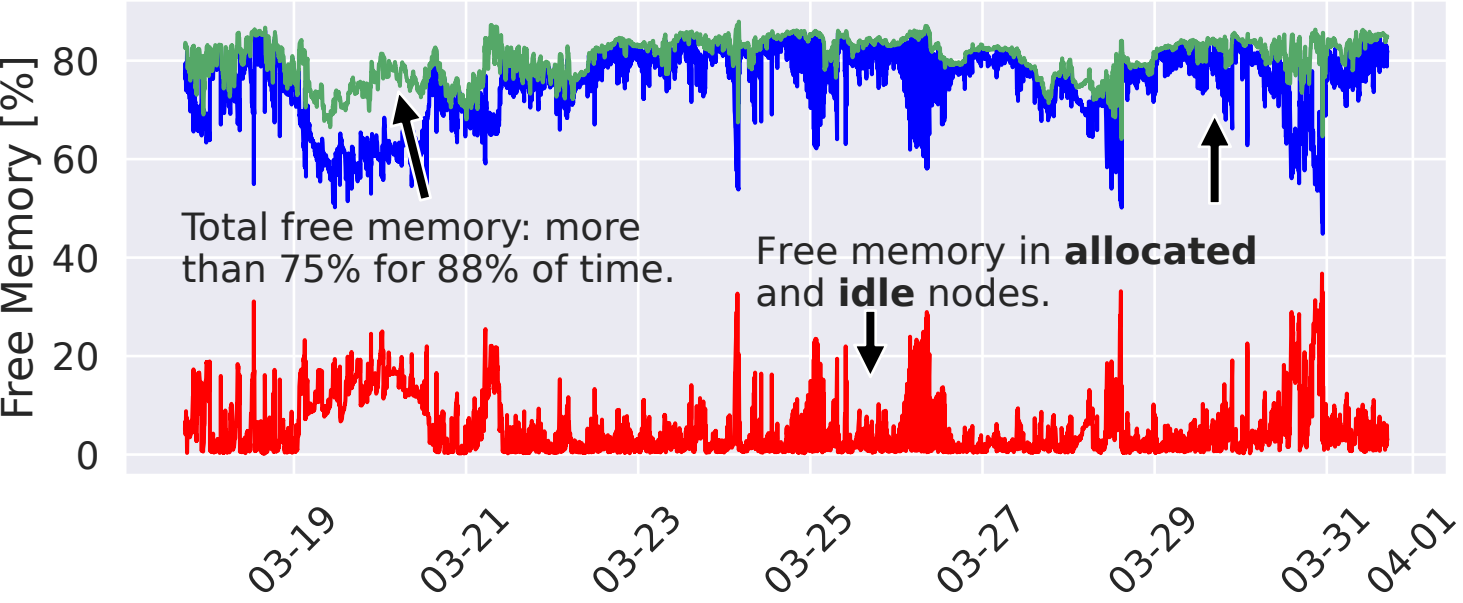 Free Memory [%]
80
60
40
20
0
Total free memory: more
than 75% for 88% of time.
Free memory in allocated
and idle nodes.
03-19
03-21
03-23
03-25
03-27
03-29
03-31
04-01